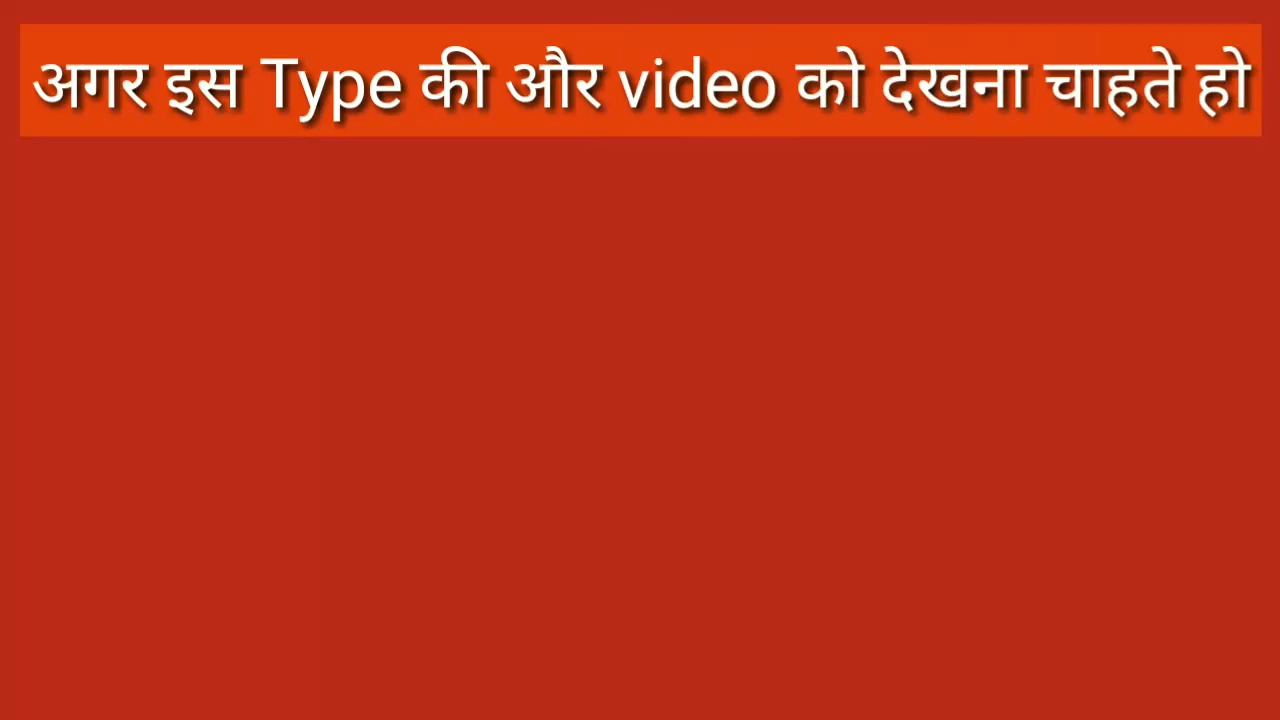 अगर इस Type की और video को देखना चाहते हो